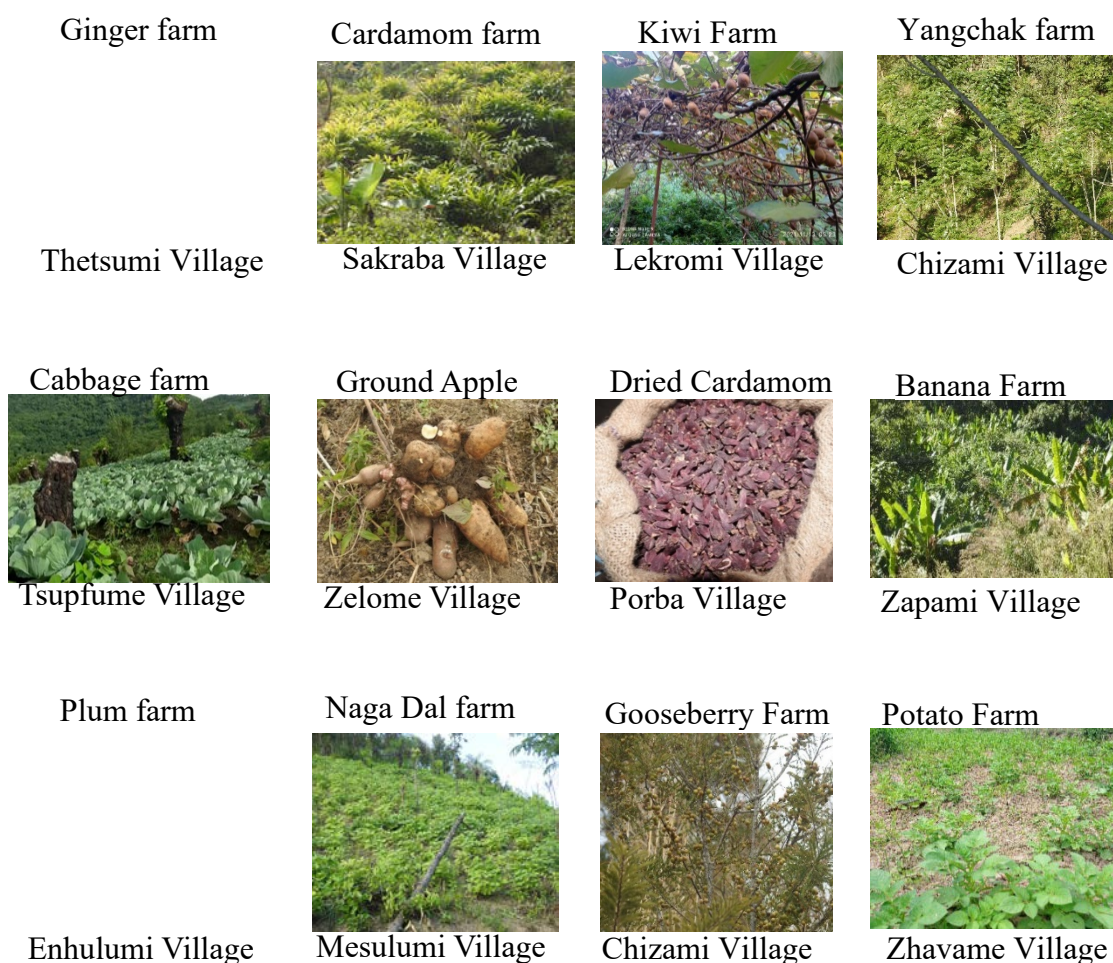 Ginger farm
Cardamom farm
Kiwi Farm
Yangchak farm
Thetsumi Village
Sakraba Village
Lekromi Village
Chizami Village
Cabbage farm
Ground Apple
Dried Cardamom
Banana Farm
Tsupfume Village
Zelome Village
Porba Village
Zapami Village
Plum farm
Naga Dal farm
Gooseberry Farm
Potato Farm
Enhulumi Village
Mesulumi Village
Chizami Village
Zhavame Village